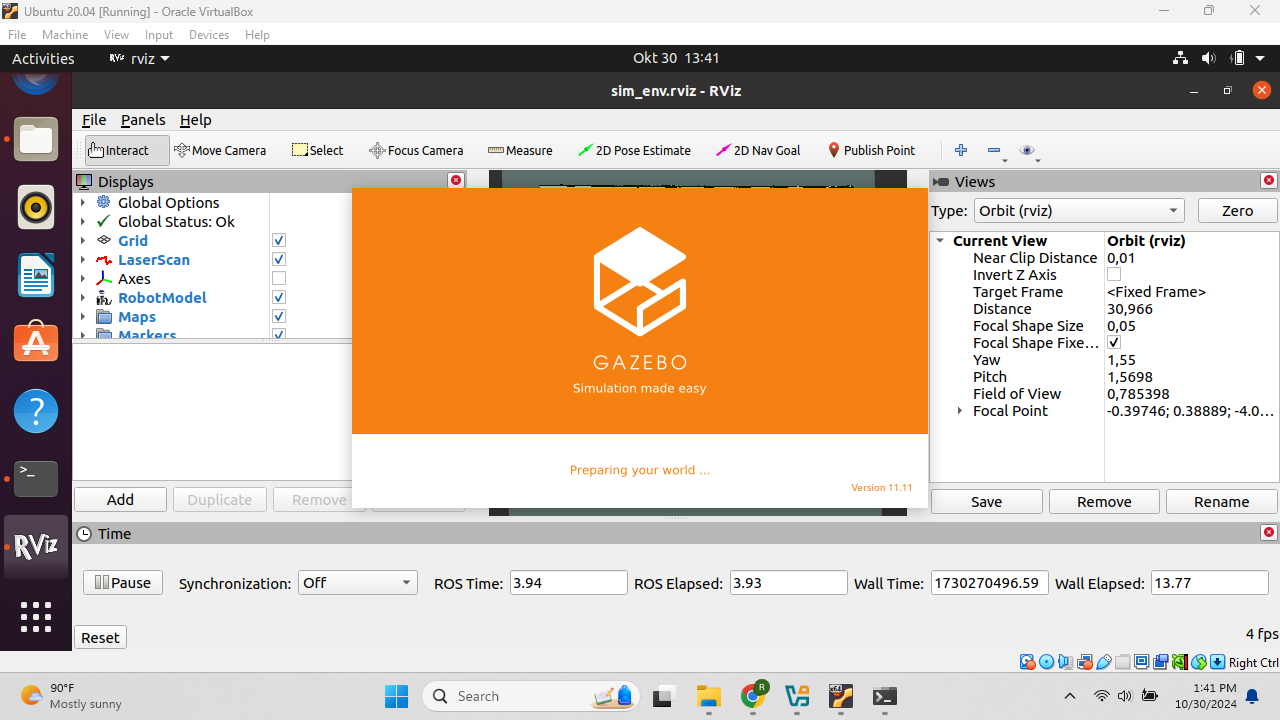 Ubuntu 20.04 [Running] - Oracle VirtualBox
File Machine View Input Devices Help
Activities RViz rviz Okt 30 13:41
sim_env.rviz - RViz
File Panels Help
Interact Move Camera Select Focus Camera Measure 2D Pose Estimate 2D Nav Goal Publish Point
Displays
Global Options
Global Status: Ok
Grid
LaserScan
Axes
RobotModel
Maps
Markers
Add Duplicate Remove
GAZEBO
Simulation made easy
Preparing your world ...
Version 11.11
Views
Type: Orbit (rviz) Zero
Current View Orbit (rviz)
Near Clip Distance 0,01
Invert Z Axis
Target Frame <Fixed Frame>
Distance 30,966
Focal Shape Size 0,05
Focal Shape Fixe...
Yaw 1,55
Pitch 1,5698
Field of View 0,785398
Focal Point -0.39746; 0.38889; -4.0...
Save Remove Rename
RViz
Time
Pause Synchronization: Off ROS Time: 3.94 ROS Elapsed: 3.93 Wall Time: 1730270496.59 Wall Elapsed: 13.77
Reset 4 fps
Right Ctrl
90°F
Mostly sunny
Search
R
x64
1:41 PM
10/30/2024